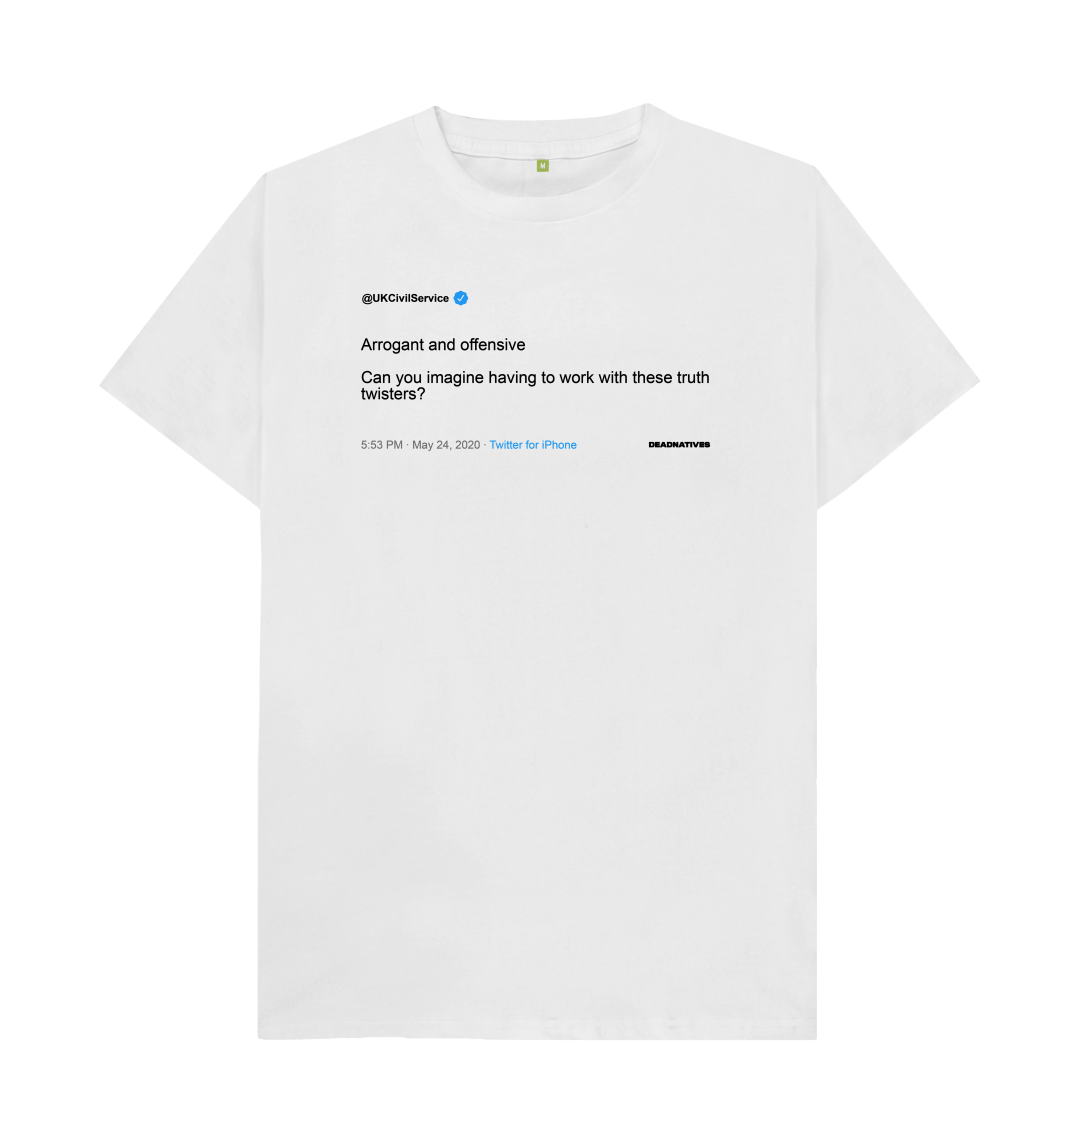 M
@UKCivilService
Arrogant and offensive
Can you imagine having to work with these truth
twisters?
5:53 PM · May 24, 2020 · Twitter for iPhone
DEADNATIVES